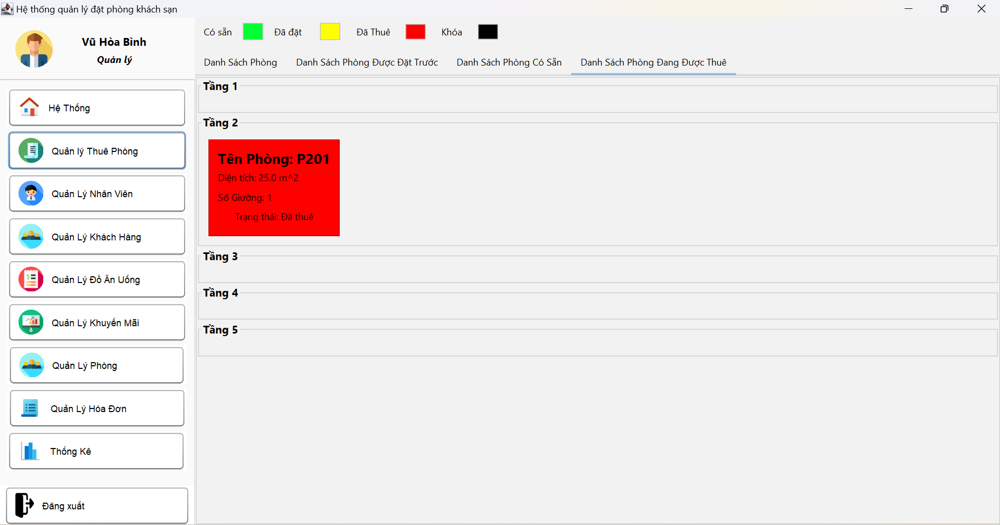 Hệ thống quản lý đặt phòng khách sạn
Vũ Hòa Bình
Quản lý
Hệ Thống
Quản lý Thuê Phòng
Quản Lý Nhân Viên
Quản Lý Khách Hàng
Quản Lý Đồ Ăn Uống
Quản Lý Khuyến Mãi
Quản Lý Phòng
Quản Lý Hóa Đơn
Thống Kê
Đăng xuất
Có sẵn Đã đặt Đã Thuê Khóa
Danh Sách Phòng Danh Sách Phòng Được Đặt Trước Danh Sách Phòng Có Sẵn Danh Sách Phòng Đang Được Thuê
Tầng 1
Tầng 2
Tên Phòng: P201
Diện tích: 25.0 m^2
Số Giường: 1
Trạng thái: Đã thuê
Tầng 3
Tầng 4
Tầng 5